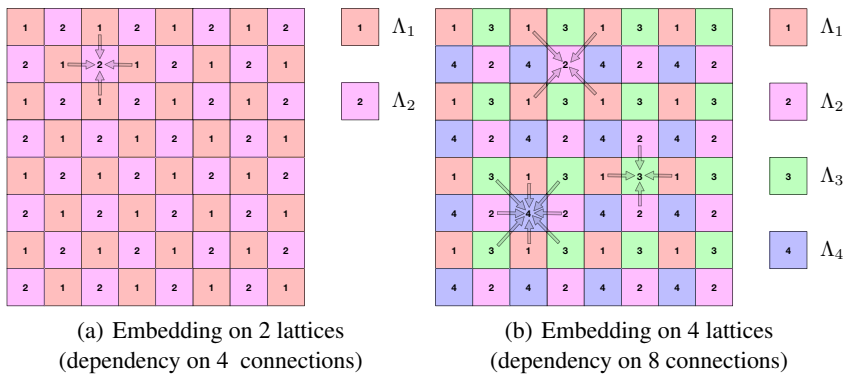 1 2 1 2 1 2 1 2
2 1 2 1 2 1 2 1
1 2 1 2 1 2 1 2
2 1 2 1 2 1 2 1
1 2 1 2 1 2 1 2
2 1 2 1 2 1 2 1
1 2 1 2 1 2 1 2
2 1 2 1 2 1 2 1
1 Λ₁
2 Λ₂
(a) Embedding on 2 lattices
(dependency on 4 connections)
1 3 1 3 1 3 1 3
4 2 4 2 4 2 4 2
1 3 1 3 1 3 1 3
4 2 4 2 4 2 4 2
1 3 1 3 1 3 1 3
4 2 4 2 4 2 4 2
1 3 1 3 1 3 1 3
4 2 4 2 4 2 4 2
1 Λ₁
2 Λ₂
3 Λ₃
4 Λ₄
(b) Embedding on 4 lattices
(dependency on 8 connections)